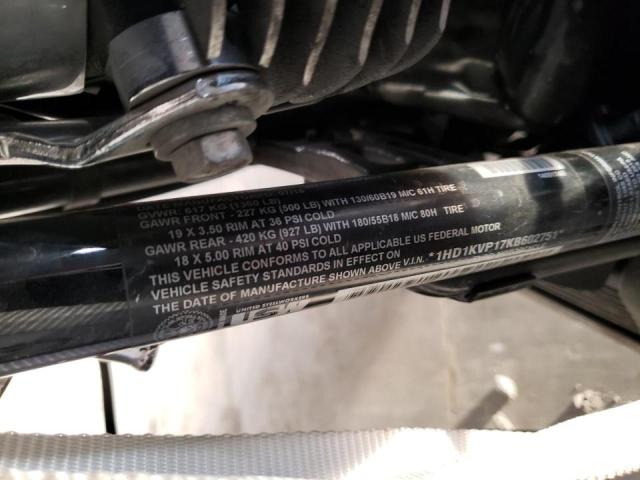 GVWR: 617 KG (1360 LB)
GAWR FRONT - 227 KG (500 LB) WITH 130/60B19 M/C 61H TIRE
19 X 3.50 RIM AT 36 PSI COLD
GAWR REAR - 420 KG (927 LB) WITH 180/55B18 M/C 80H TIRE
18 X 5.00 RIM AT 40 PSI COLD
THIS VEHICLE CONFORMS TO ALL APPLICABLE US FEDERAL MOTOR
VEHICLE SAFETY STANDARDS IN EFFECT ON
THE DATE OF MANUFACTURE SHOWN ABOVE V.I.N. *1HD1KVP17KB602751*
UNITED STEELWORKERS
USW